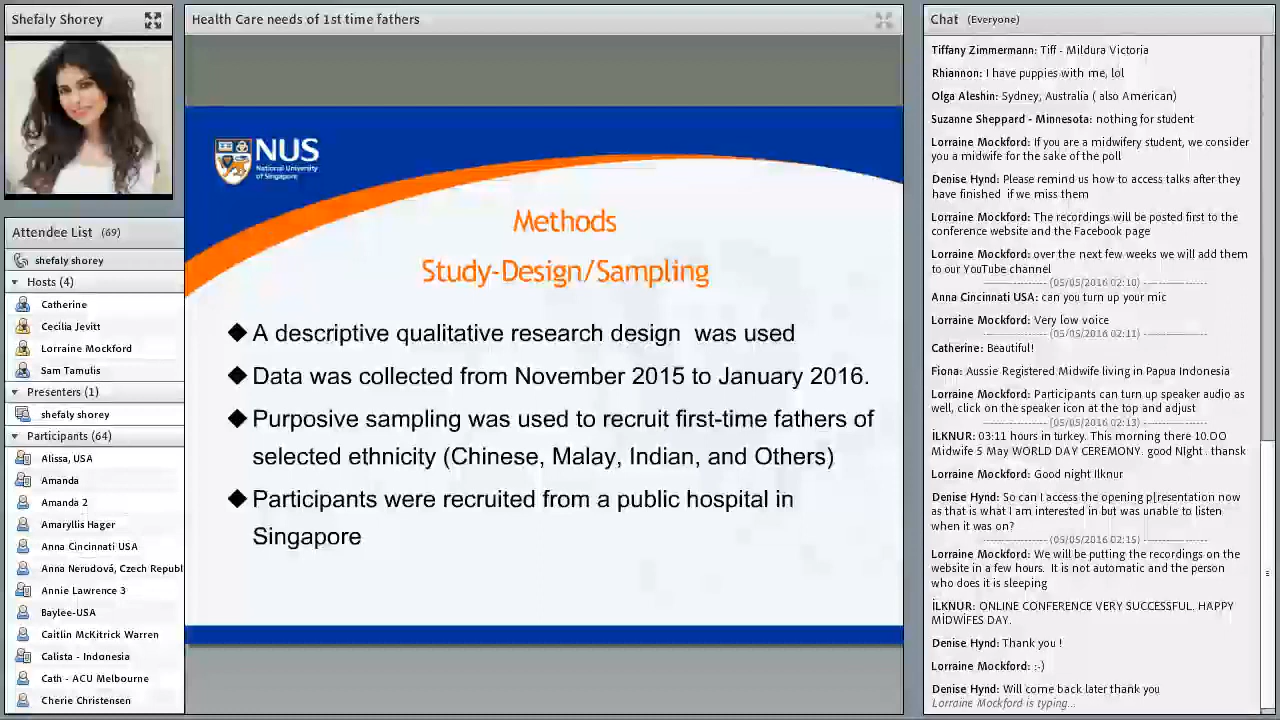 Shefaly Shorey
Attendee List (69)
shefaly shorey
Hosts (4)
Catherine
Cecilia Jevitt
Lorraine Mockford
Sam Tamulis
Presenters (1)
shefaly shorey
Participants (64)
Alissa, USA
Amanda
Amanda 2
Amaryllis Hager
Anna Cincinnati USA
Anna Nerudová, Czech Republ
Annie Lawrence 3
Baylee-USA
Caitlin McKitrick Warren
Calista - Indonesia
Cath - ACU Melbourne
Cherie Christensen
Health Care needs of 1st time fathers
NUS
National University
of Singapore
Methods
Study-Design/Sampling
A descriptive qualitative research design was used
Data was collected from November 2015 to January 2016.
Purposive sampling was used to recruit first-time fathers of
selected ethnicity (Chinese, Malay, Indian, and Others)
Participants were recruited from a public hospital in
Singapore
Chat (Everyone)
Tiffany Zimmermann: Tiff - Mildura Victoria
Rhiannon: I have puppies with me, lol
Olga Aleshin: Sydney, Australia ( also American)
Suzanne Sheppard - Minnesota: nothing for student
Lorraine Mockford: If you are a midwifery student, we consider
you a midwife for the sake of the poll
Denise Hynd: Please remind us how to access talks after they
have finished if we miss them
Lorraine Mockford: The recordings will be posted first to the
conference website and the Facebook page
Lorraine Mockford: over the next few weeks we will add them
to our YouTube channel
------------------ (05/05/2016 02:10) ------------------
Anna Cincinnati USA: can you turn up your mic
Lorraine Mockford: Very low voice
------------------ (05/05/2016 02:11) ------------------
Catherine: Beautiful!
Fiona: Aussie Registered Midwife living in Papua Indonesia
Lorraine Mockford: Participants can turn up speaker audio as
well, click on the speaker icon at the top and adjust
------------------ (05/05/2016 02:13) ------------------
İLKNUR: 03:11 hours in turkey. This morning there 10.OO
Midwife 5 May WORLD DAY CEREMONY. good NIght . thansk
Lorraine Mockford: Good night Ilknur
Denise Hynd: So can I access the opening p[resentation now
as that is what I am interested in but was unable to listen
when it was on?
------------------ (05/05/2016 02:15) ------------------
Lorraine Mockford: We will be putting the recordings on the
website in a few hours. It is not automatic and the person
who does it is sleeping
İLKNUR: ONLINE CONFERENCE VERY SUCCESSFUL. HAPPY
MİDWİFES DAY.
Denise Hynd: Thank you !
Lorraine Mockford: :-)
Denise Hynd: Will come back later thank you
Lorraine Mockford is typing...